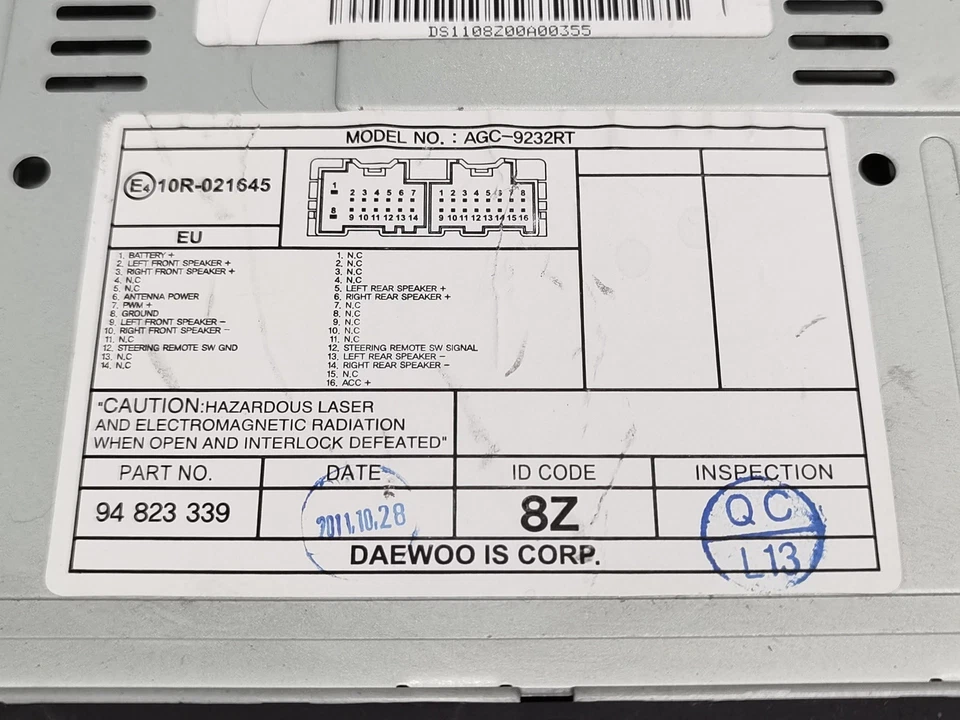 DS1108Z00A00355
MODEL NO. : AGC-9232RT
E4 10R-021645
EU
1 2 3 4 5 6 7
8 9 10 11 12 13 14
1 2 3 4 5 6 7 8
9 10 11 12 13 14 15 16
1. BATTERY +
2. LEFT FRONT SPEAKER +
3. RIGHT FRONT SPEAKER +
4. N.C
5. N.C
6. ANTENNA POWER
7. PWM +
8. GROUND
9. LEFT FRONT SPEAKER -
10. RIGHT FRONT SPEAKER -
11. N.C
12. STEERING REMOTE SW GND
13. N.C
14. N.C
1. N.C
2. N.C
3. N.C
4. N.C
5. LEFT REAR SPEAKER +
6. RIGHT REAR SPEAKER +
7. N.C
8. N.C
9. N.C
10. N.C
11. N.C
12. STEERING REMOTE SW SIGNAL
13. LEFT REAR SPEAKER -
14. RIGHT REAR SPEAKER -
15. N.C
16. ACC +
"CAUTION:HAZARDOUS LASER
AND ELECTROMAGNETIC RADIATION
WHEN OPEN AND INTERLOCK DEFEATED"
PART NO. DATE ID CODE INSPECTION
94 823 339 2011.10.28 8Z QC
L13
DAEWOO IS CORP.